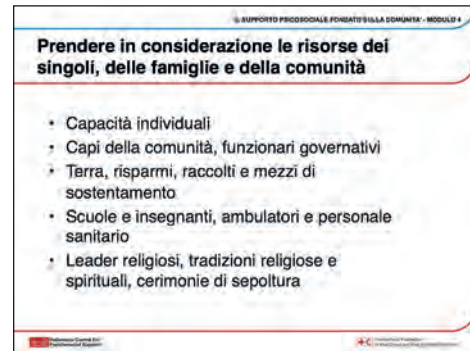 IL SUPPORTO PSICOSOCIALE FONDATO SULLA COMUNITA' - MODULO 4
Prendere in considerazione le risorse dei
singoli, delle famiglie e della comunità
• Capacità individuali
• Capi della comunità, funzionari governativi
• Terra, risparmi, raccolti e mezzi di
sostentamento
• Scuole e insegnanti, ambulatori e personale
sanitario
• Leader religiosi, tradizioni religiose e
spirituali, cerimonie di sepoltura